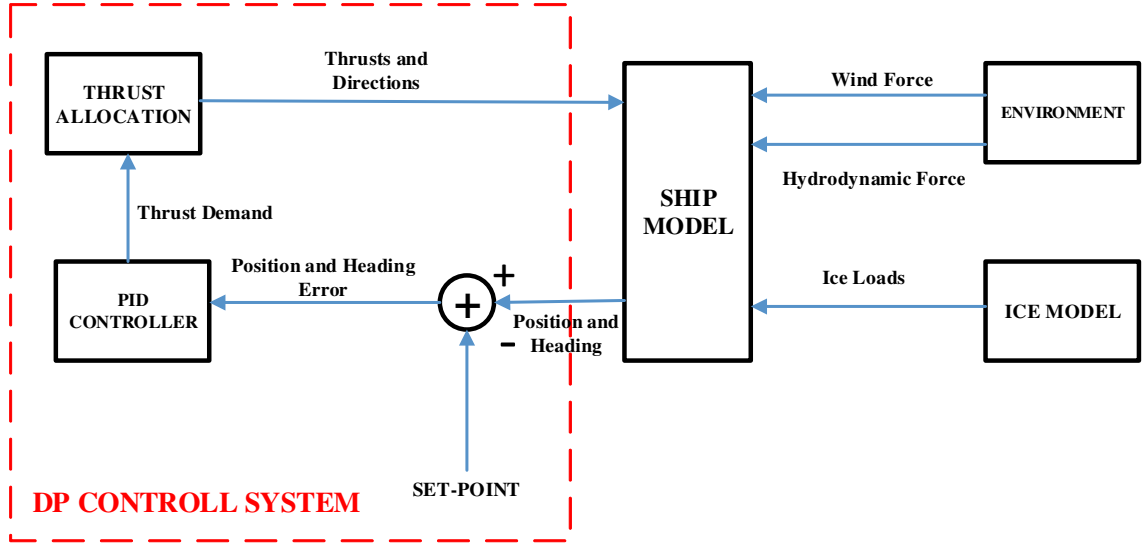 THRUST
ALLOCATION
Thrusts and
Directions
Wind Force
ENVIRONMENT
Hydrodynamic Force
SHIP
MODEL
Thrust Demand
Position and Heading
Error
+
+
-
Position and
Heading
PID
CONTROLLER
Ice Loads
ICE MODEL
SET-POINT
DP CONTROLL SYSTEM